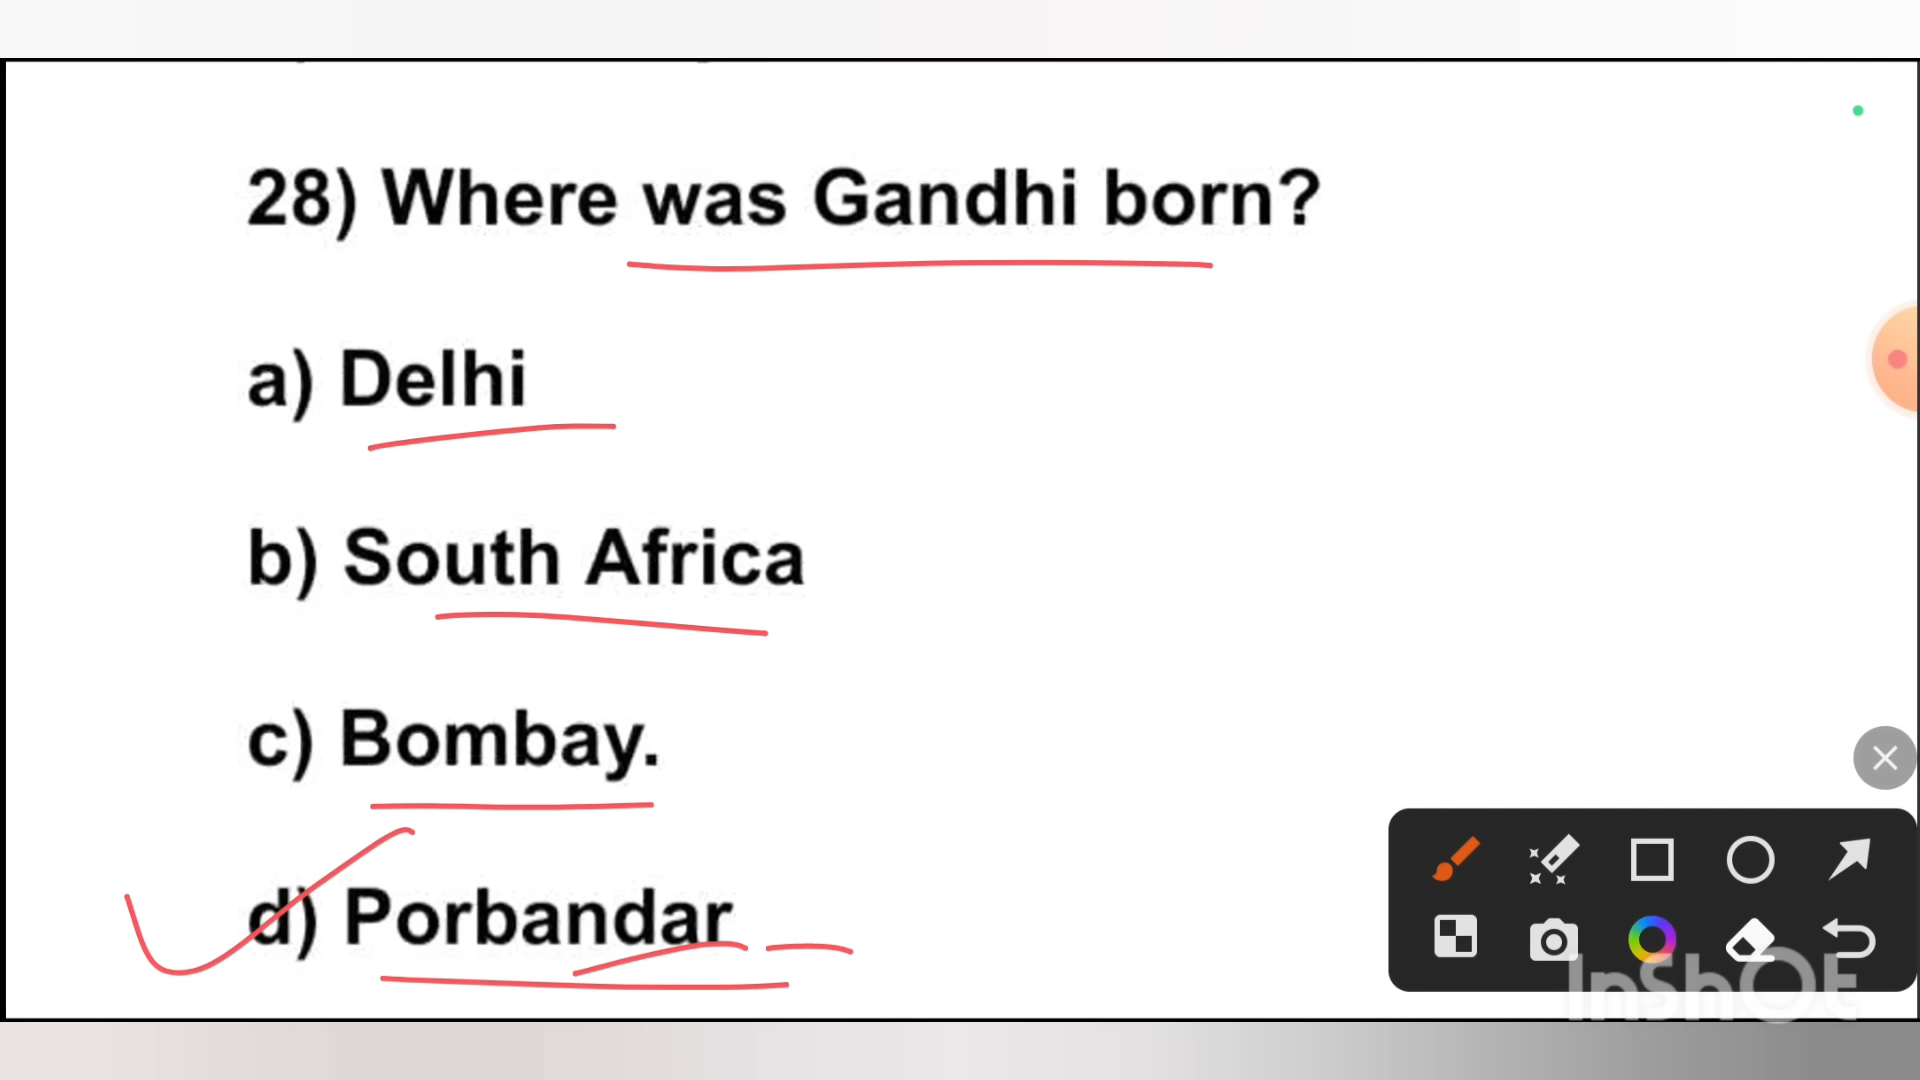 28) Where was Gandhi born?
a) Delhi
b) South Africa
c) Bombay.
d) Porbandar
InShOt